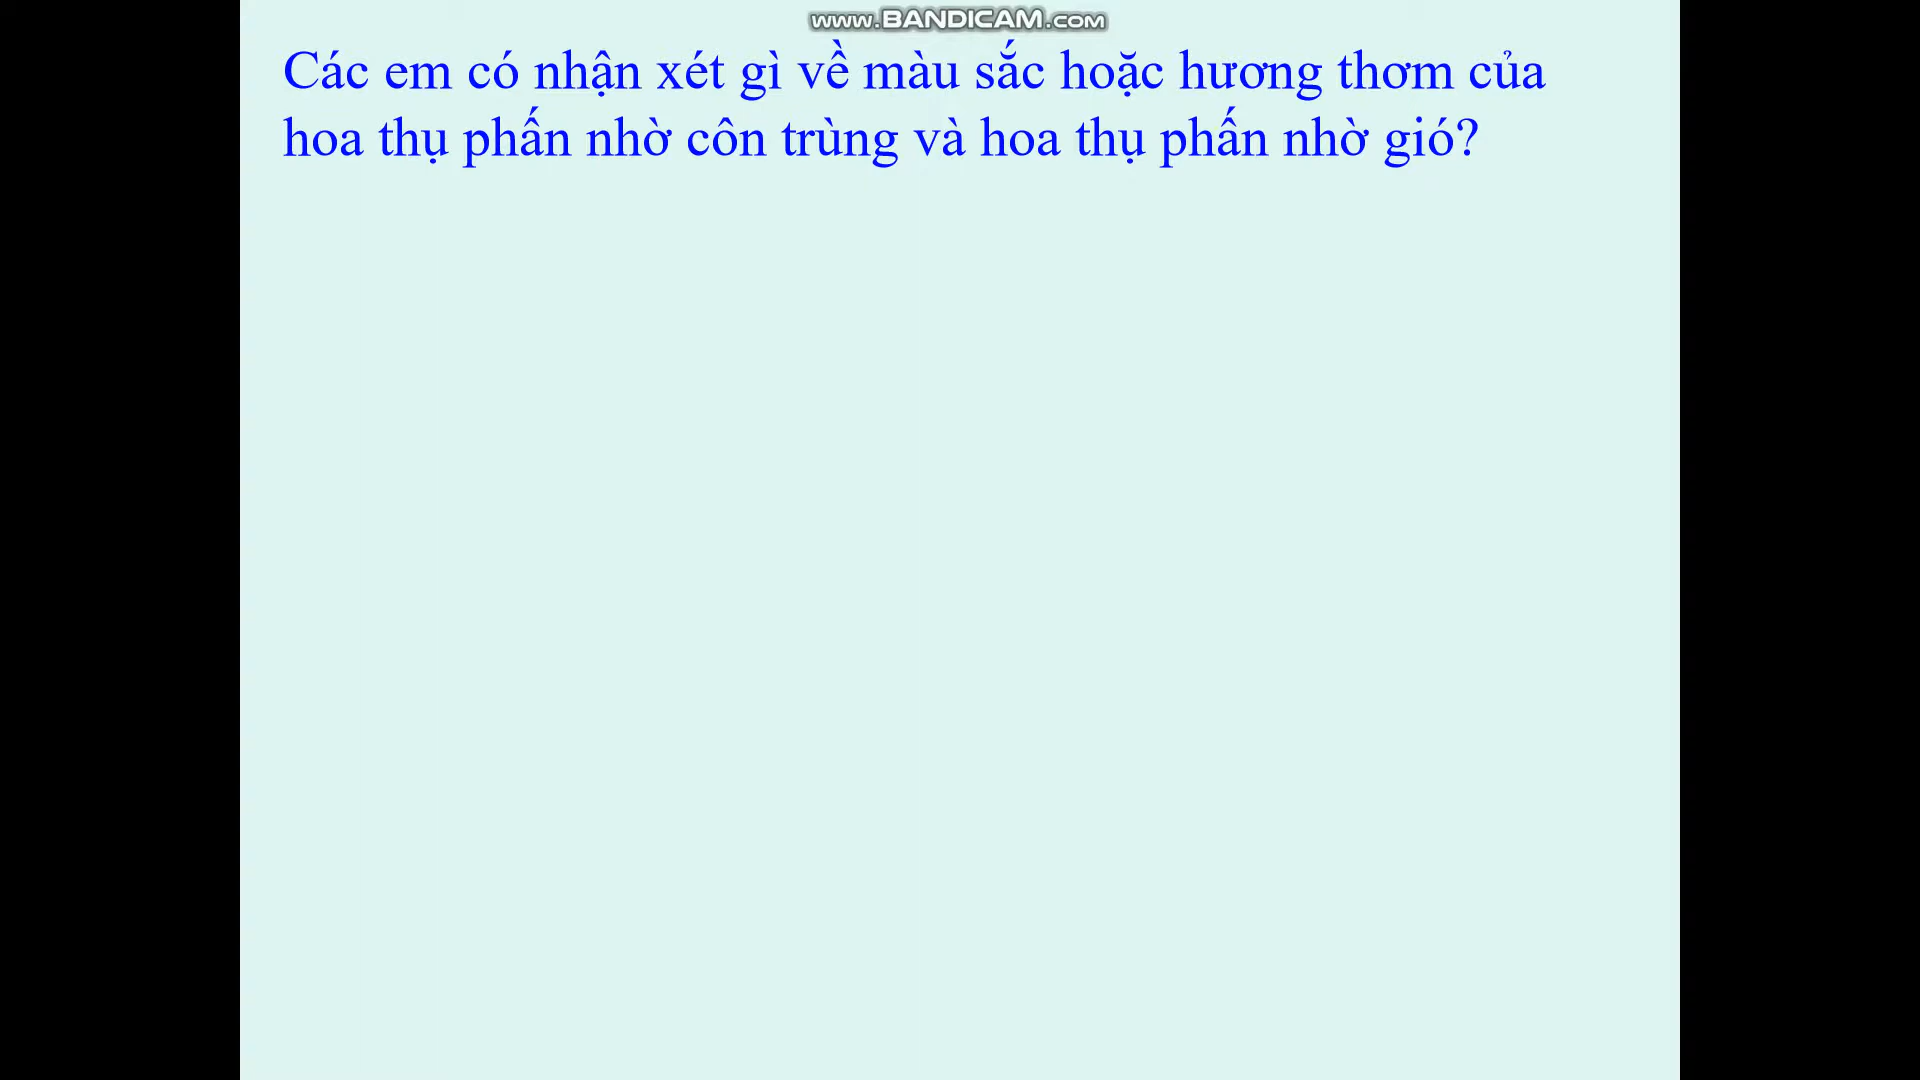 www.BANDICAM.com
Các em có nhận xét gì về màu sắc hoặc hương thơm của
hoa thụ phấn nhờ côn trùng và hoa thụ phấn nhờ gió?